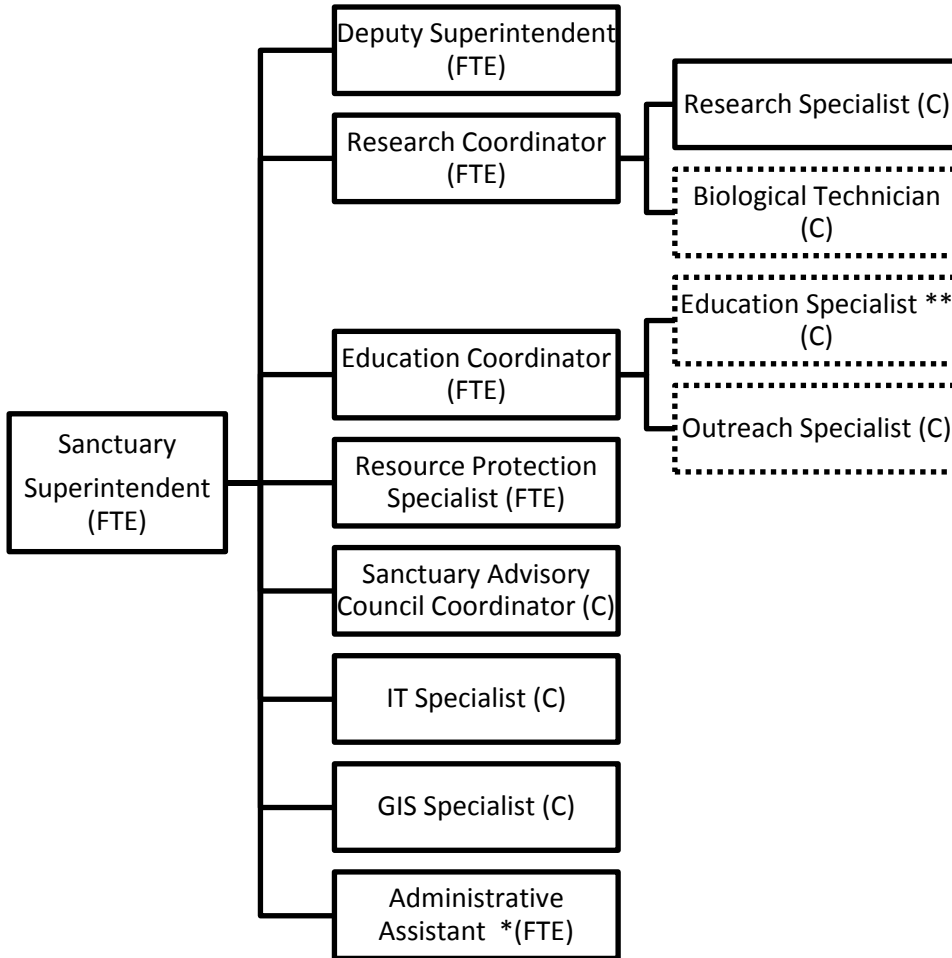 Deputy Superintendent
(FTE)
Research Coordinator
(FTE)
Research Specialist (C)
Biological Technician
(C)
Education Coordinator
(FTE)
Education Specialist **
(C)
Outreach Specialist (C)
Sanctuary
Superintendent
(FTE)
Resource Protection
Specialist (FTE)
Sanctuary Advisory
Council Coordinator (C)
IT Specialist (C)
GIS Specialist (C)
Administrative
Assistant *(FTE)